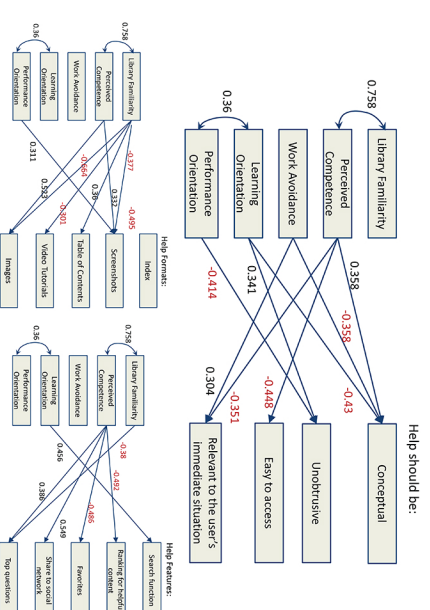 Help should be:
0.758
0.36
Library Familiarity
Perceived
Competence
Work Avoidance
Learning
Orientation
Performance
Orientation
0.358
-0.358
-0.43
0.341
-0.414
-0.448
0.304
-0.351
Conceptual
Unobtrusive
Easy to access
Relevant to the user's
immediate situation
Help Formats:
0.758
0.36
Library Familiarity
Perceived
Competence
Work Avoidance
Learning
Orientation
Performance
Orientation
-0.377
-0.495
0.332
0.36
-0.664
0.311
0.523
-0.301
Index
Screenshots
Table of Contents
Video Tutorials
Images
Help Features:
0.758
0.36
Library Familiarity
Perceived
Competence
Work Avoidance
Learning
Orientation
Performance
Orientation
-0.38
-0.492
0.456
-0.486
0.386
0.549
Search function
Ranking for helpful
content
Favorites
Share to social
network
Top questions